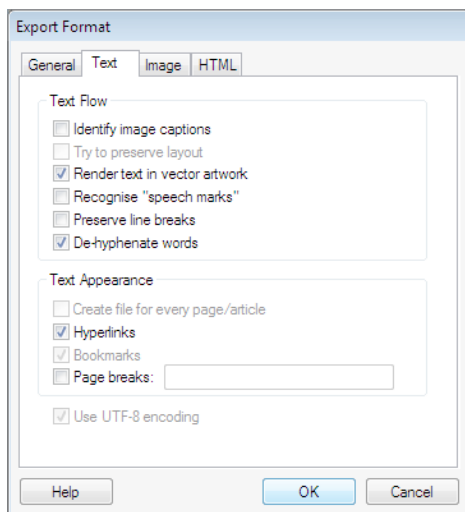 Export Format
General Text Image HTML
Text Flow
Identify image captions
Try to preserve layout
Render text in vector artwork
Recognise "speech marks"
Preserve line breaks
De-hyphenate words
Text Appearance
Create file for every page/article
Hyperlinks
Bookmarks
Page breaks:
Use UTF-8 encoding
Help OK Cancel